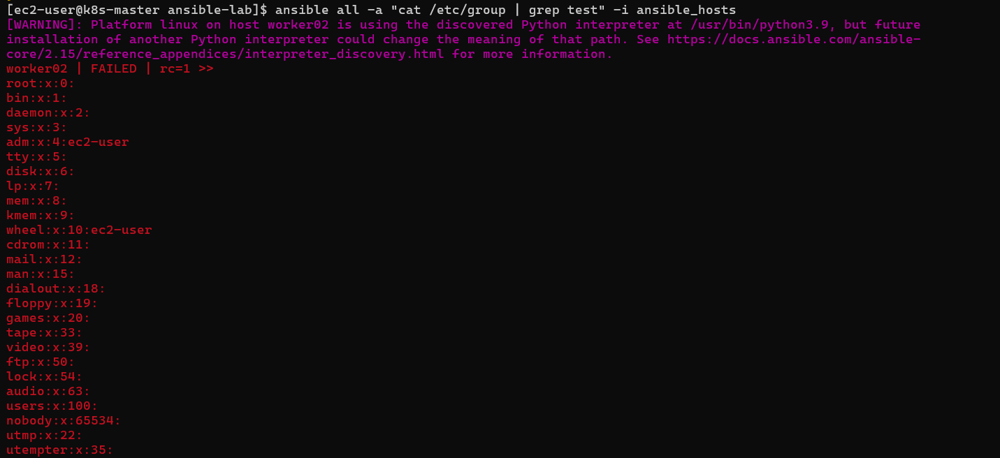 [ec2-user@k8s-master ansible-lab]$ ansible all -a "cat /etc/group | grep test" -i ansible_hosts
[WARNING]: Platform linux on host worker02 is using the discovered Python interpreter at /usr/bin/python3.9, but future
installation of another Python interpreter could change the meaning of that path. See https://docs.ansible.com/ansible-
core/2.15/reference_appendices/interpreter_discovery.html for more information.
worker02 | FAILED | rc=1 >>
root:x:0:
bin:x:1:
daemon:x:2:
sys:x:3:
adm:x:4:ec2-user
tty:x:5:
disk:x:6:
lp:x:7:
mem:x:8:
kmem:x:9:
wheel:x:10:ec2-user
cdrom:x:11:
mail:x:12:
man:x:15:
dialout:x:18:
floppy:x:19:
games:x:20:
tape:x:33:
video:x:39:
ftp:x:50:
lock:x:54:
audio:x:63:
users:x:100:
nobody:x:65534:
utmp:x:22:
utempter:x:35: